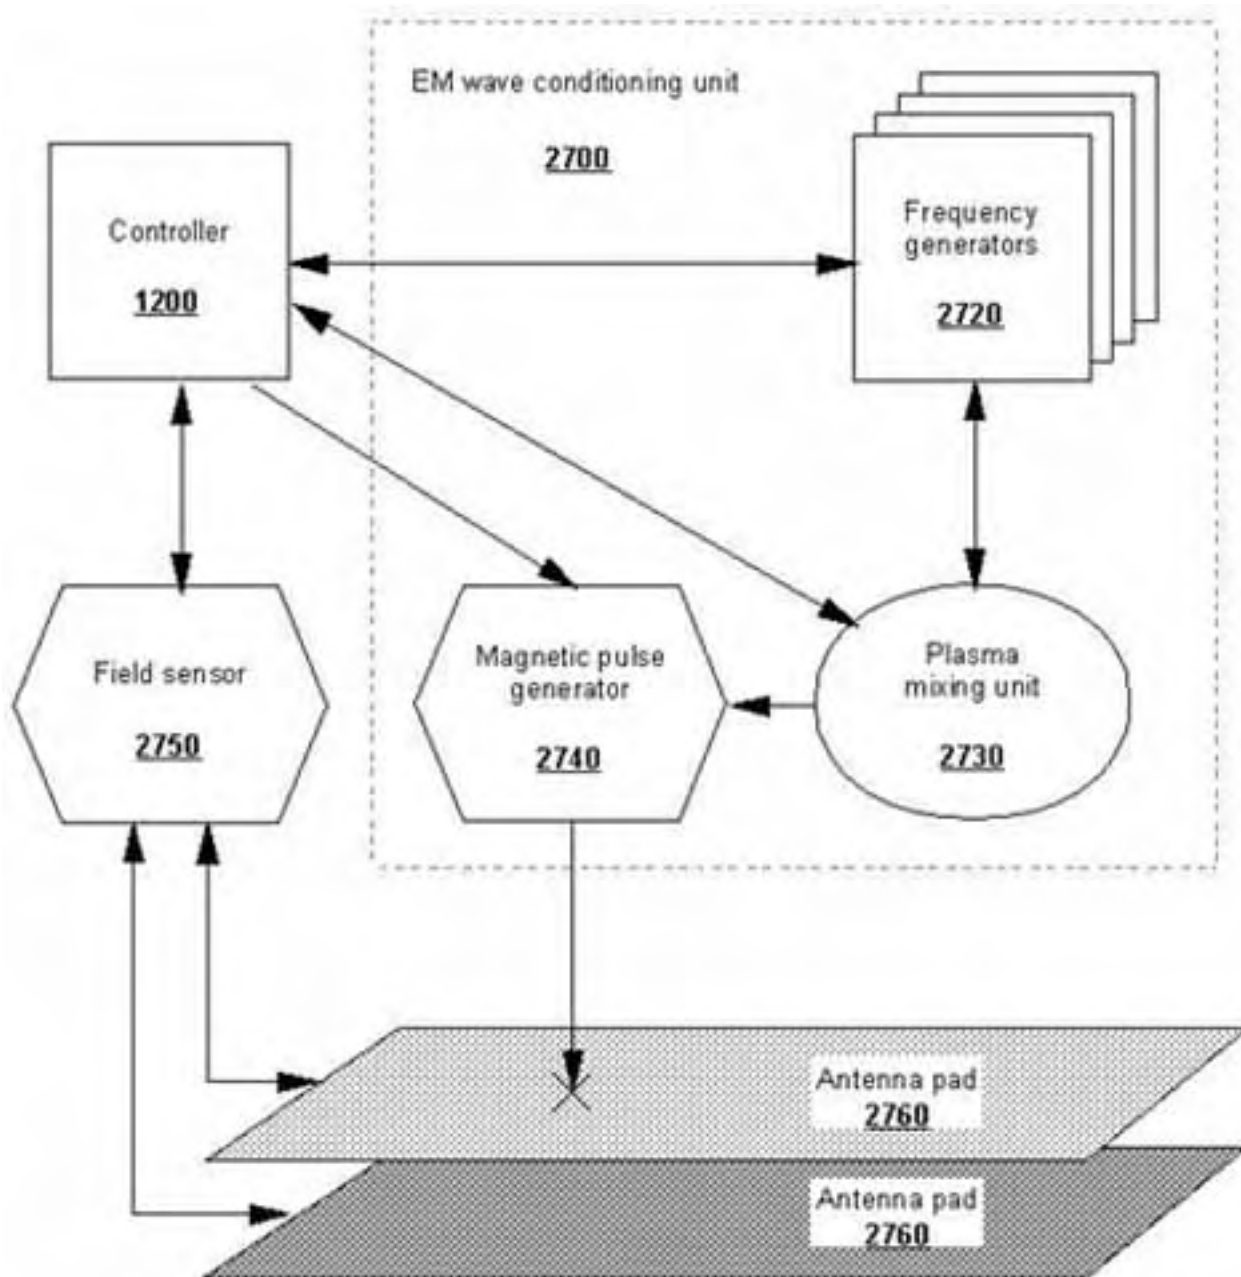 EM wave conditioning unit
2700
Controller
1200
Frequency
generators
2720
Field sensor
2750
Magnetic pulse
generator
2740
Plasma
mixing unit
2730
Antenna pad
2760
Antenna pad
2760